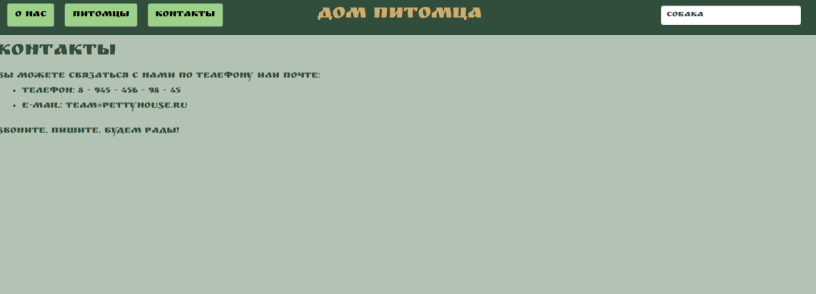 О НАС
ПИТОМЦЫ
КОНТАКТЫ
ДОМ ПИТОМЦА
СОБАКА
КОНТАКТЫ
ВЫ МОЖЕТЕ СВЯЗАТЬСЯ С НАМИ ПО ТЕЛЕФОНУ ИЛИ ПОЧТЕ:
• ТЕЛЕФОН: 8 - 945 - 456 - 98 - 45
• E-MAIL: TEAM@PETTYHOUSE.RU
ЗВОНИТЕ, ПИШИТЕ, БУДЕМ РАДЫ!